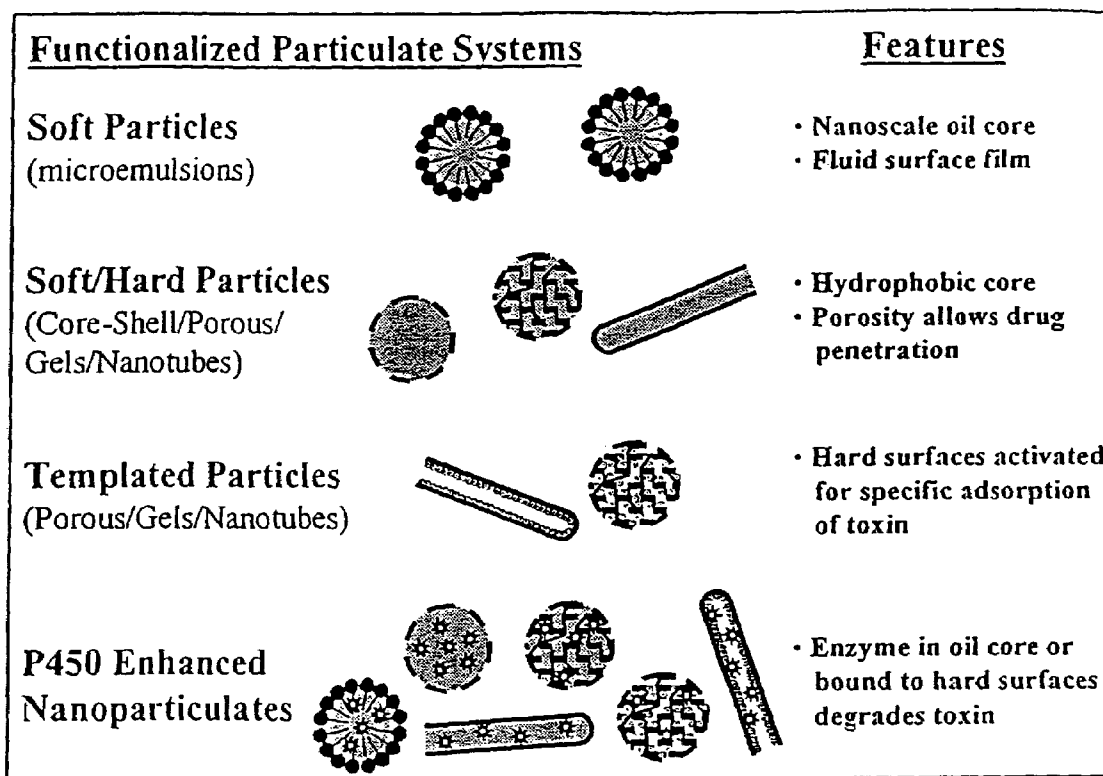 Functionalized Particulate Systems
Features
Soft Particles
(microemulsions)
· Nanoscale oil core
· Fluid surface film
Soft/Hard Particles
(Core-Shell/Porous/
Gels/Nanotubes)
· Hydrophobic core
· Porosity allows drug
penetration
Templated Particles
(Porous/Gels/Nanotubes)
· Hard surfaces activated
for specific adsorption
of toxin
P450 Enhanced
Nanoparticulates
· Enzyme in oil core or
bound to hard surfaces
degrades toxin